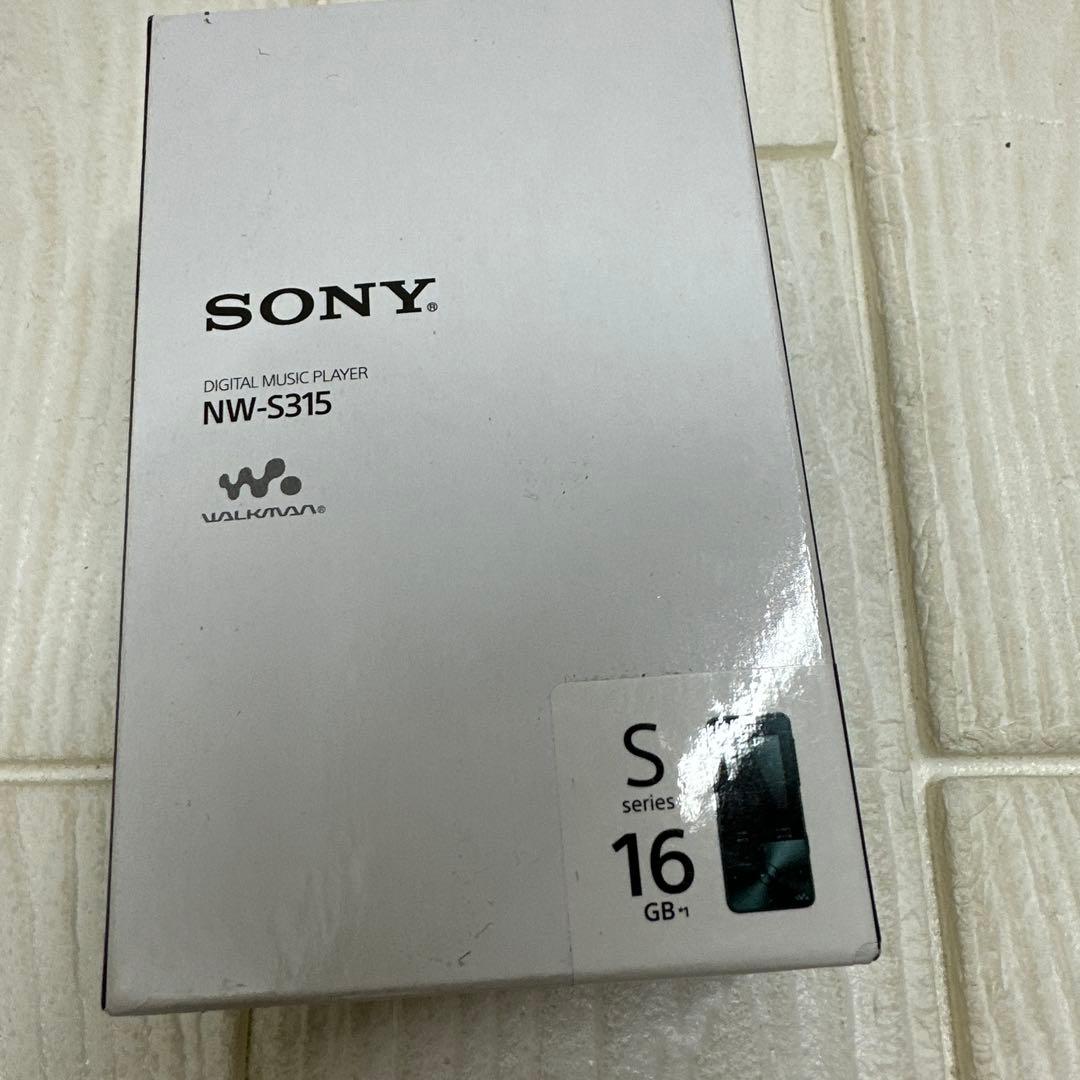 SONY®
DIGITAL MUSIC PLAYER
NW-S315
WALKMAN®
S
series
16
GB*1